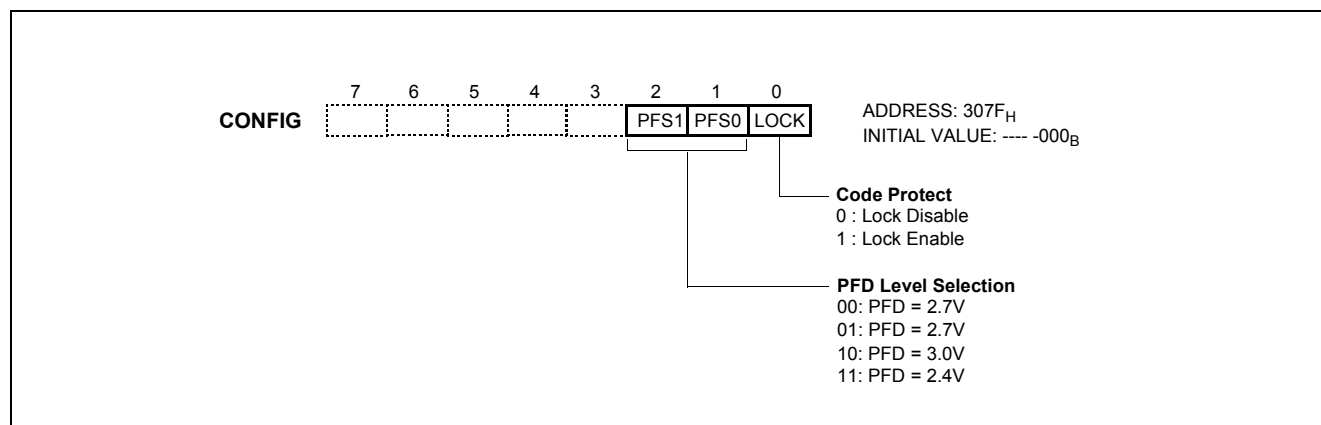 7 6 5 4 3 2 1 0
CONFIG PFS1 PFS0 LOCK
ADDRESS: 307FH
INITIAL VALUE: ---- -000B
Code Protect
0 : Lock Disable
1 : Lock Enable
PFD Level Selection
00: PFD = 2.7V
01: PFD = 2.7V
10: PFD = 3.0V
11: PFD = 2.4V